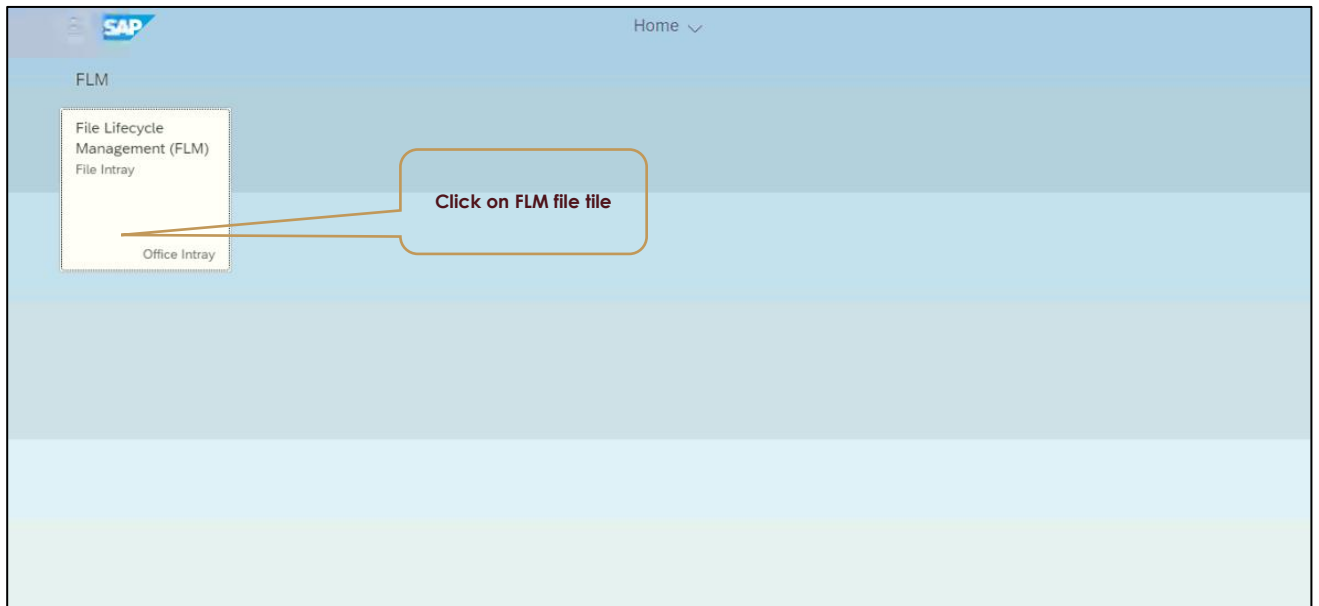 SAP
Home
FLM
File Lifecycle
Management (FLM)
File Intray
Click on FLM file tile
Office Intray